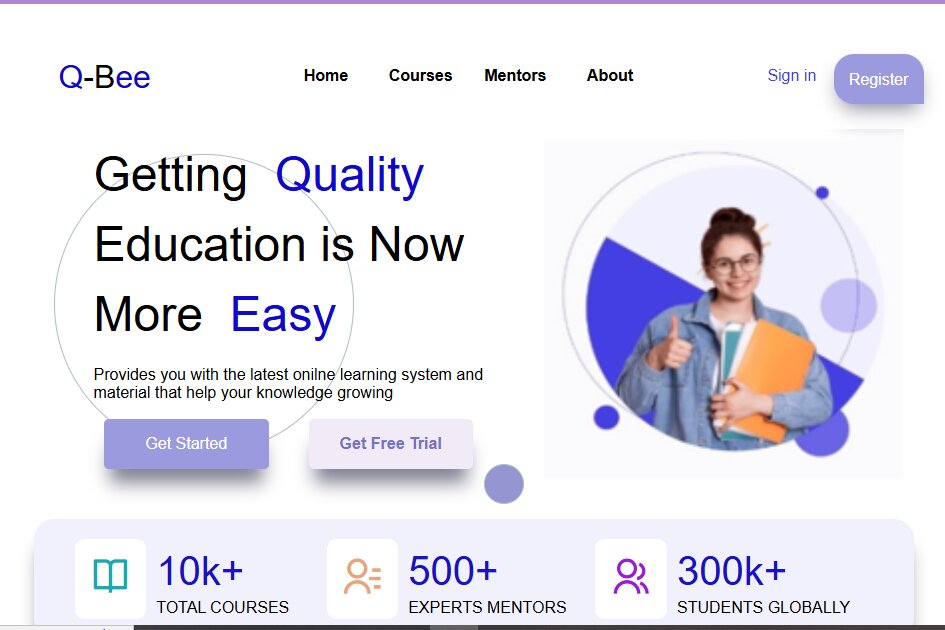 Q-Bee
Home Courses Mentors About
Sign in Register
Getting Quality
Education is Now
More Easy
Provides you with the latest onilne learning system and
material that help your knowledge growing
Get Started Get Free Trial
10k+ 500+ 300k+
TOTAL COURSES EXPERTS MENTORS STUDENTS GLOBALLY